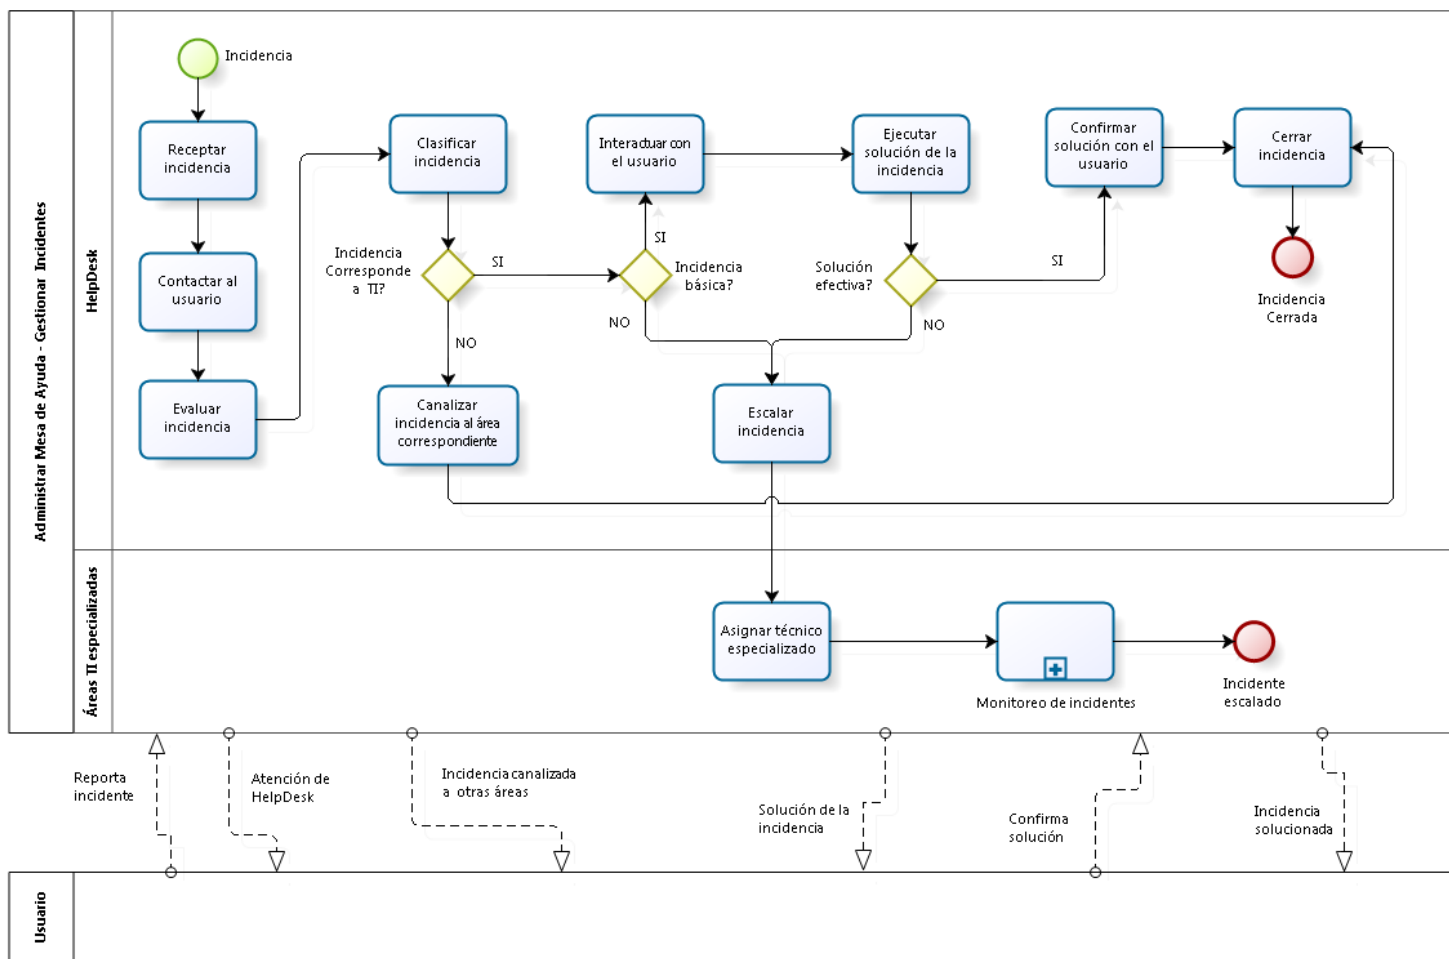 Administrar Mesa de Ayuda - Gestionar Incidentes
HelpDesk
Incidencia
Receptar
incidencia
Contactar al
usuario
Evaluar
incidencia
Clasificar
incidencia
Incidencia
Corresponde
a TI?
SI
NO
Canalizar
incidencia al área
correspondiente
Interactuar con
el usuario
SI
Incidencia
básica?
NO
Ejecutar
solución de la
incidencia
Solución
efectiva?
SI
NO
Escalar
incidencia
Confirmar
solución con el
usuario
Cerrar
incidencia
Incidencia
Cerrada
Áreas TI especializadas
Asignar técnico
especializado
Monitoreo de incidentes
Incidente
escalado
Reporta
incidente
Atención de
HelpDesk
Incidencia canalizada
a otras áreas
Solución de la
incidencia
Confirma
solución
Incidencia
solucionada
Usuario